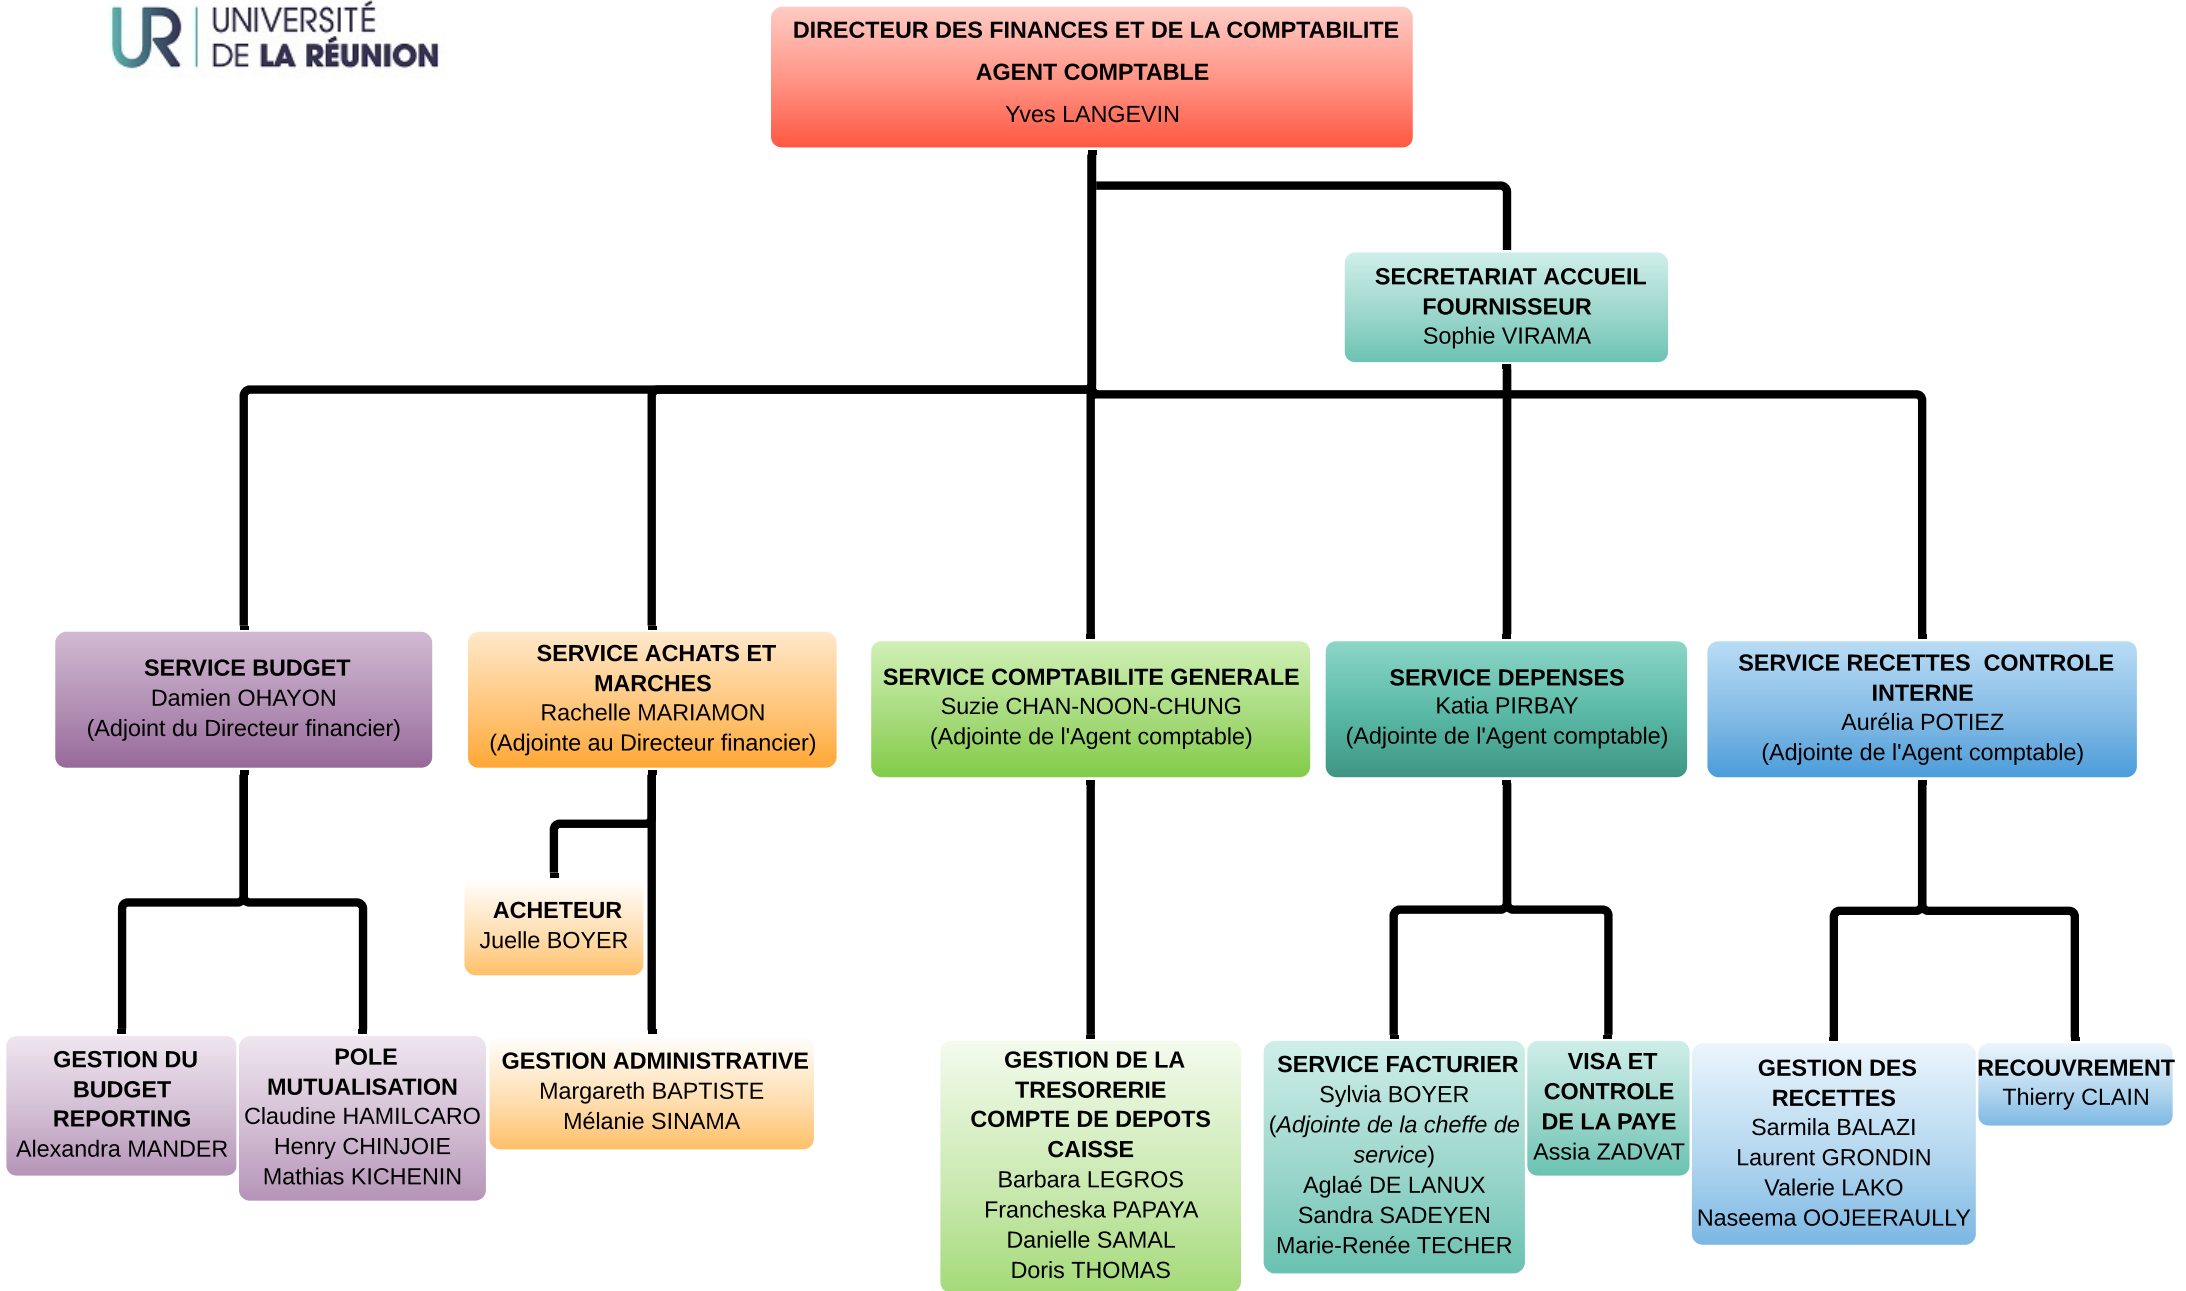 UR UNIVERSITÉ
DE LA RÉUNION
DIRECTEUR DES FINANCES ET DE LA COMPTABILITE
AGENT COMPTABLE
Yves LANGEVIN
SECRETARIAT ACCUEIL
FOURNISSEUR
Sophie VIRAMA
SERVICE BUDGET
Damien OHAYON
(Adjoint du Directeur financier)
SERVICE ACHATS ET
MARCHES
Rachelle MARIAMON
(Adjointe au Directeur financier)
SERVICE COMPTABILITE GENERALE
Suzie CHAN-NOON-CHUNG
(Adjointe de l'Agent comptable)
SERVICE DEPENSES
Katia PIRBAY
(Adjointe de l'Agent comptable)
SERVICE RECETTES  CONTROLE
INTERNE
Aurélia POTIEZ
(Adjointe de l'Agent comptable)
ACHETEUR
Juelle BOYER
GESTION DU
BUDGET
REPORTING
Alexandra MANDER
POLE
MUTUALISATION
Claudine HAMILCARO
Henry CHINJOIE
Mathias KICHENIN
GESTION ADMINISTRATIVE
Margareth BAPTISTE
Mélanie SINAMA
GESTION DE LA
TRESORERIE
COMPTE DE DEPOTS
CAISSE
Barbara LEGROS
Francheska PAPAYA
Danielle SAMAL
Doris THOMAS
SERVICE FACTURIER
Sylvia BOYER
(Adjointe de la cheffe de
service)
Aglaé DE LANUX
Sandra SADEYEN
Marie-Renée TECHER
VISA ET
CONTROLE
DE LA PAYE
Assia ZADVAT
GESTION DES
RECETTES
Sarmila BALAZI
Laurent GRONDIN
Valerie LAKO
Naseema OOJEERAULLY
RECOUVREMENT
Thierry CLAIN